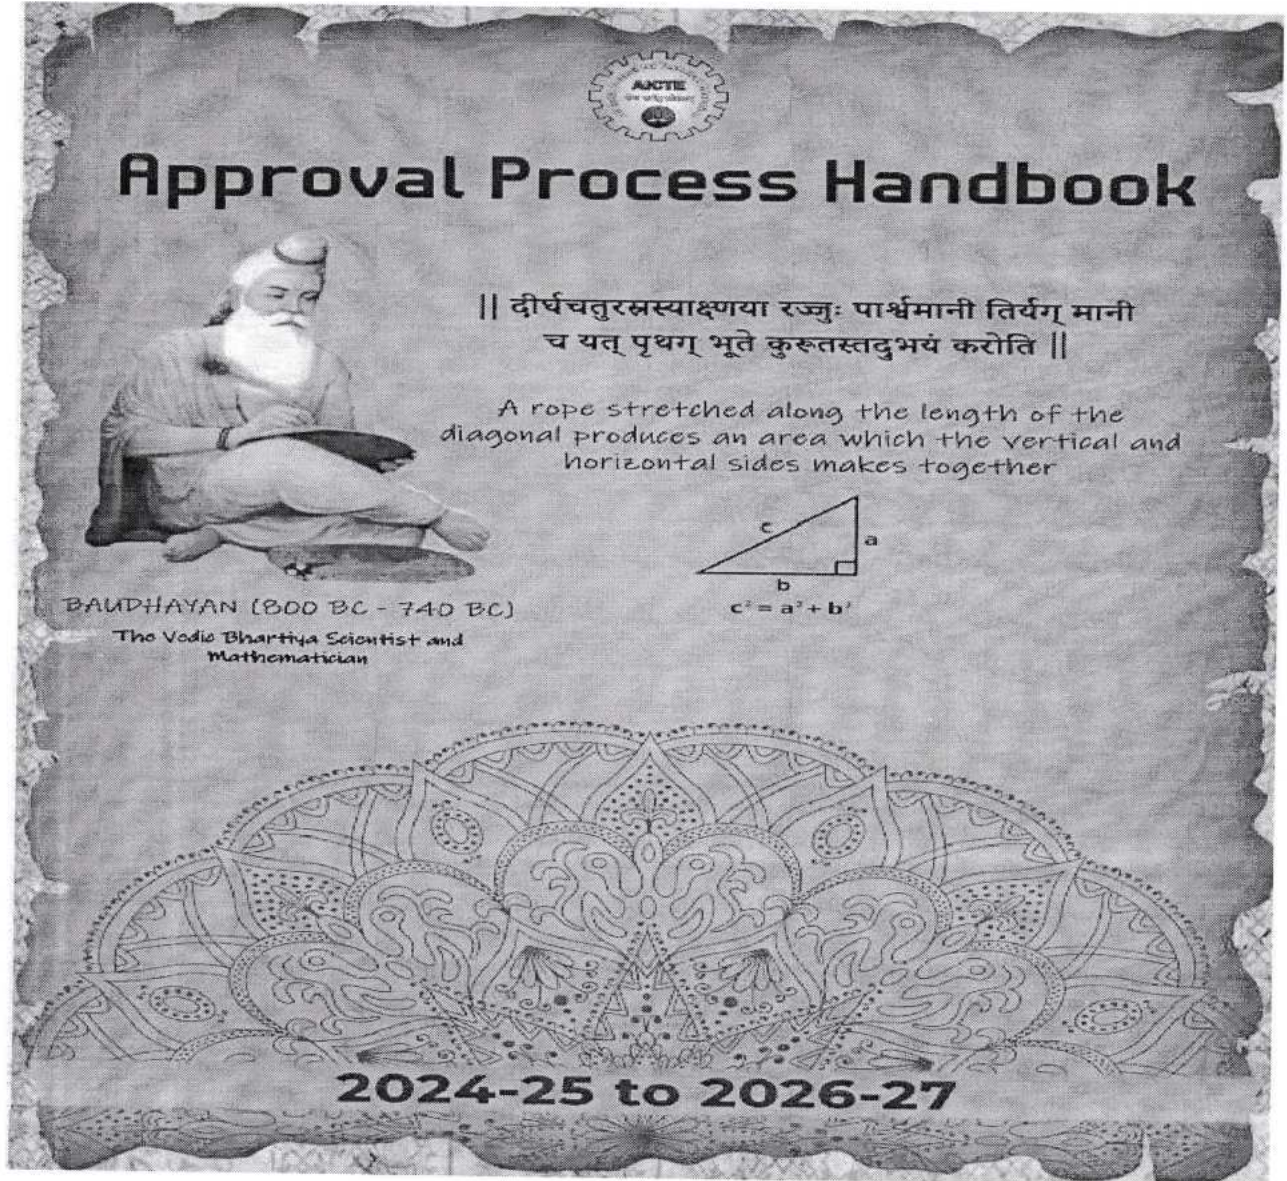 AICTE
Approval Process Handbook
|| दीर्घचतुरस्रस्याक्ष्णया रज्जुः पार्श्वमानी तिर्यग् मानी
च यत् पृथग् भूते कुरूतस्तदुभयं करोति ||
A rope stretched along the length of the
diagonal produces an area which the vertical and
horizontal sides makes together
c
a
b
c² = a² + b²
BAUDHAYAN (800 BC - 740 BC)
The Vedic Bhartiya Scientist and
Mathematician
2024-25 to 2026-27